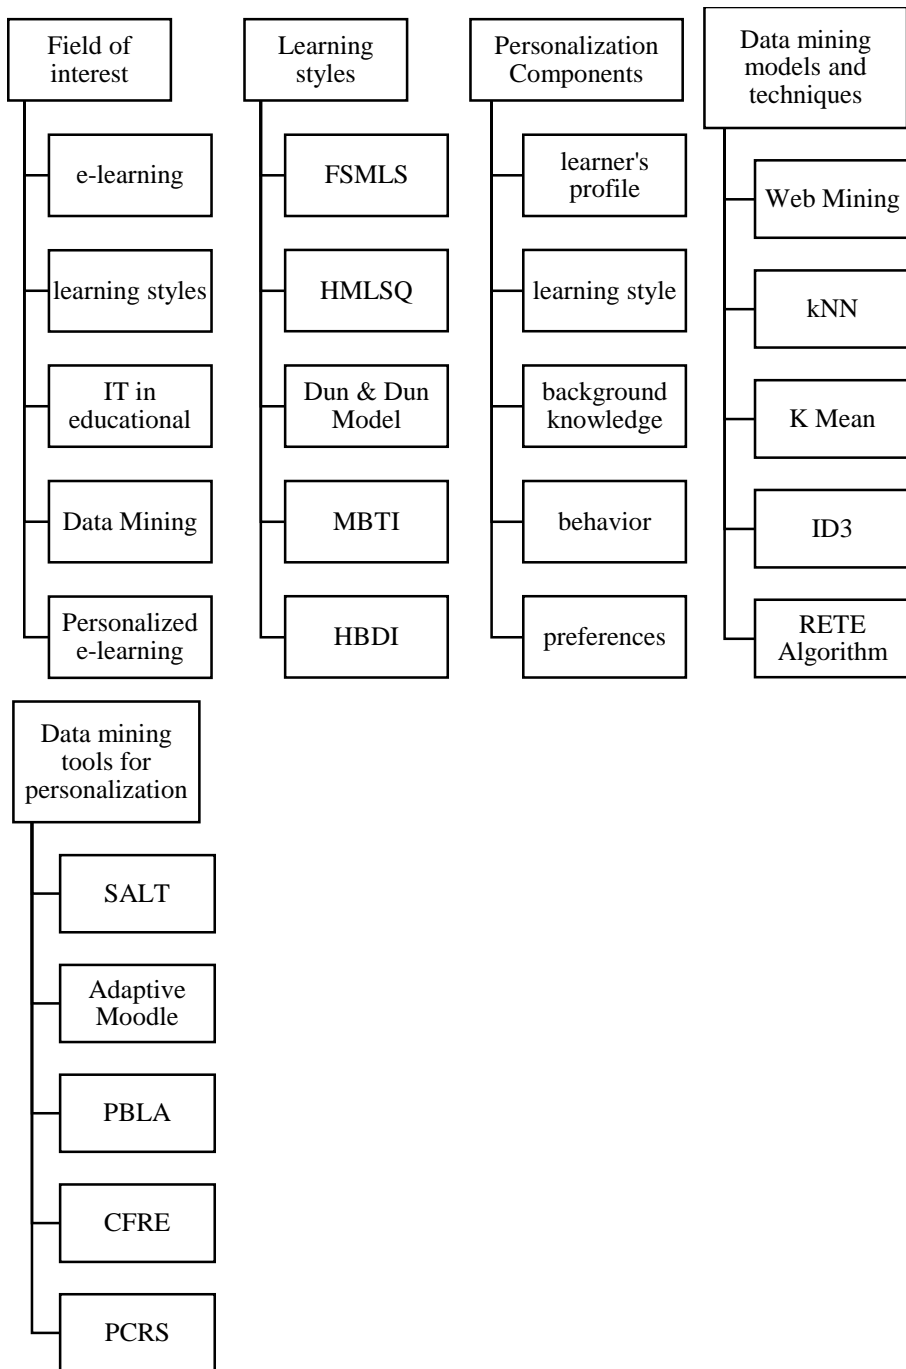 Field of
interest
e-learning
learning styles
IT in
educational
Data Mining
Personalized
e-learning
Learning
styles
FSMLS
HMLSQ
Dun & Dun
Model
MBTI
HBDI
Personalization
Components
learner's
profile
learning style
background
knowledge
behavior
preferences
Data mining
models and
techniques
Web Mining
kNN
K Mean
ID3
RETE
Algorithm
Data mining
tools for
personalization
SALT
Adaptive
Moodle
PBLA
CFRE
PCRS